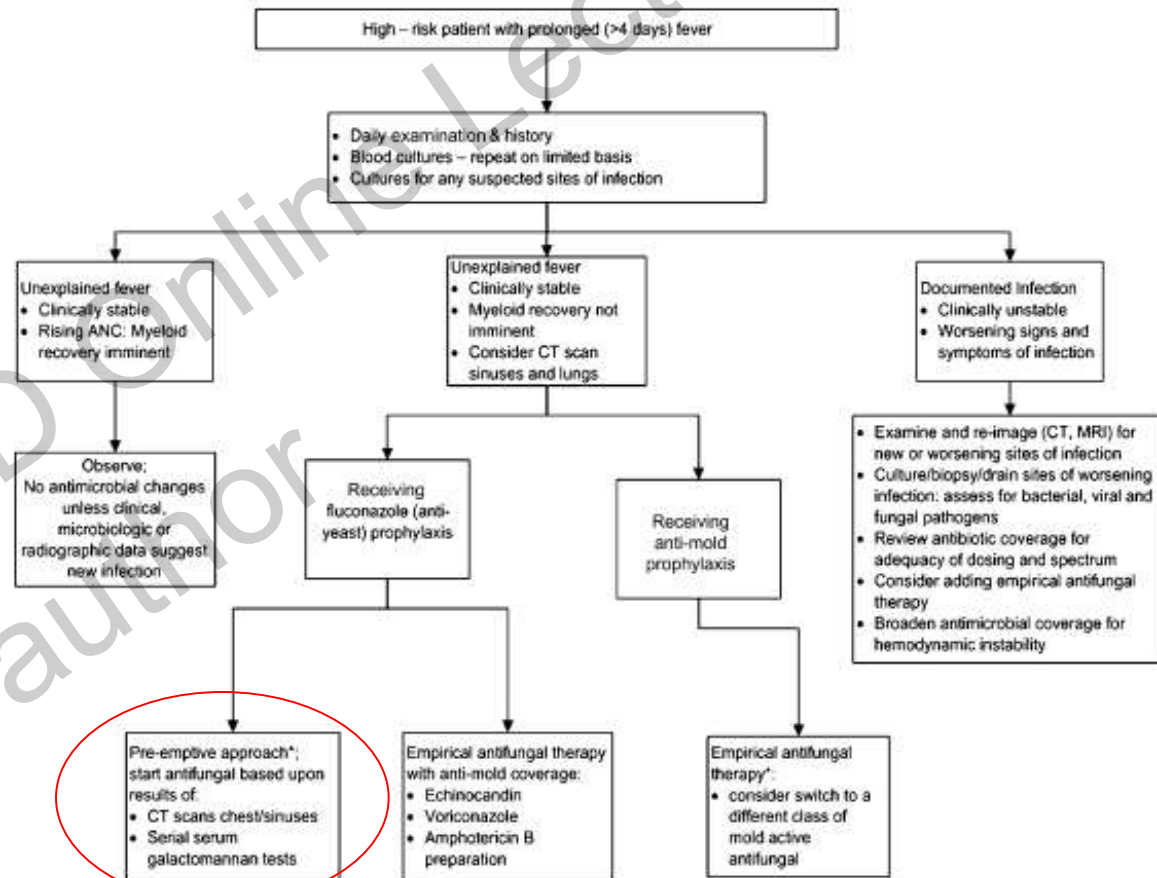 High – risk patient with prolonged (>4 days) fever
• Daily examination & history
• Blood cultures – repeat on limited basis
• Cultures for any suspected sites of infection
Unexplained fever
• Clinically stable
• Rising ANC: Myeloid
recovery imminent
Unexplained fever
• Clinically stable
• Myeloid recovery not
imminent
• Consider CT scan
sinuses and lungs
Documented Infection
• Clinically unstable
• Worsening signs and
symptoms of infection
Observe;
No antimicrobial changes
unless clinical,
microbiologic or
radiographic data suggest
new infection
Receiving
fluconazole (anti-
yeast) prophylaxis
Receiving
anti-mold
prophylaxis
• Examine and re-image (CT, MRI) for
new or worsening sites of infection
• Culture/biopsy/drain sites of worsening
infection: assess for bacterial, viral and
fungal pathogens
• Review antibiotic coverage for
adequacy of dosing and spectrum
• Consider adding empirical antifungal
therapy
• Broaden antimicrobial coverage for
hemodynamic instability
Pre-emptive approach*;
start antifungal based upon
results of:
• CT scans chest/sinuses
• Serial serum
galactomannan tests
Empirical antifungal therapy
with anti-mold coverage:
• Echinocandin
• Voriconazole
• Amphotericin B
preparation
Empirical antifungal
therapy*:
• consider switch to a
different class of
mold active
antifungal
Online Lect
author